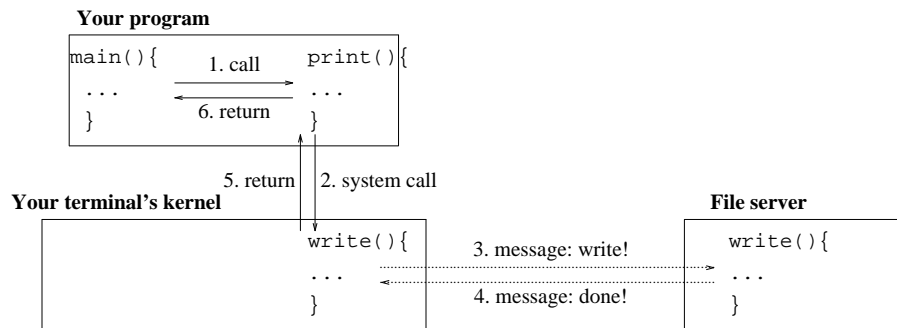 Your program
main(){ 1. call print(){
... ...
6. return
} }
5. return 2. system call
Your terminal's kernel File server
write(){ write(){
3. message: write!
... ...
4. message: done!
} }